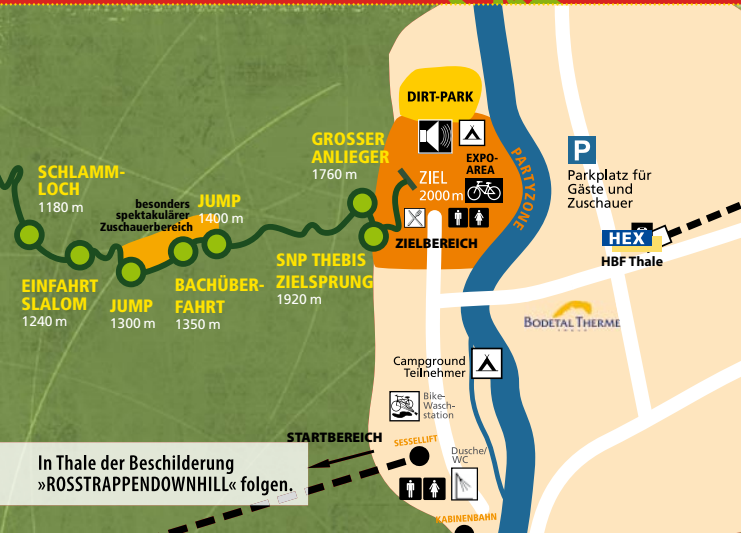 DIRT-PARK
GROSSER
ANLIEGER
1760 m
EXPO-
AREA
ZIEL
2000 m
PARTYZONE
ZIELBEREICH
P
Parkplatz für
Gäste und
Zuschauer
HEX
HBF Thale
BODETAL THERME
SCHLAMM-
LOCH
1180 m
besonders
spektakulärer
Zuschauerbereich
JUMP
1400 m
EINFAHRT
SLALOM
1240 m
JUMP
1300 m
BACHÜBER-
FAHRT
1350 m
SNP THEBIS
ZIELSPRUNG
1920 m
Campground
Teilnehmer
Bike-
Wasch-
station
STARTBEREICH
SESSELLIFT
Dusche/
WC
KABINENBAHN
In Thale der Beschilderung
»ROSSTRAPPENDOWNHILL« folgen.